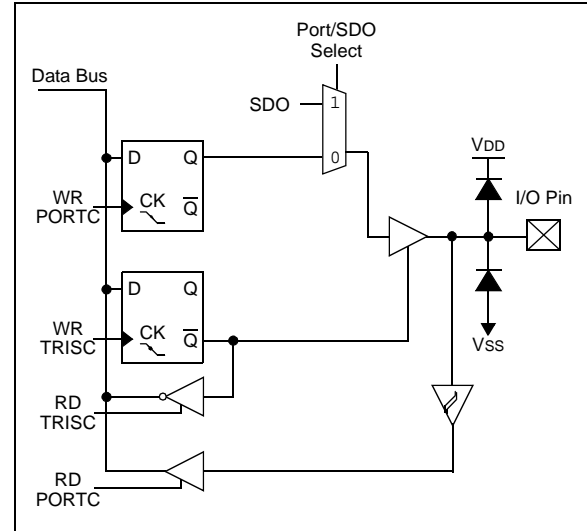 Port/SDO
Select
Data Bus
SDO
1
0
D
Q
CK
Q
WR
PORTC
VDD
I/O Pin
D
Q
CK
Q
WR
TRISC
VSS
RD
TRISC
RD
PORTC